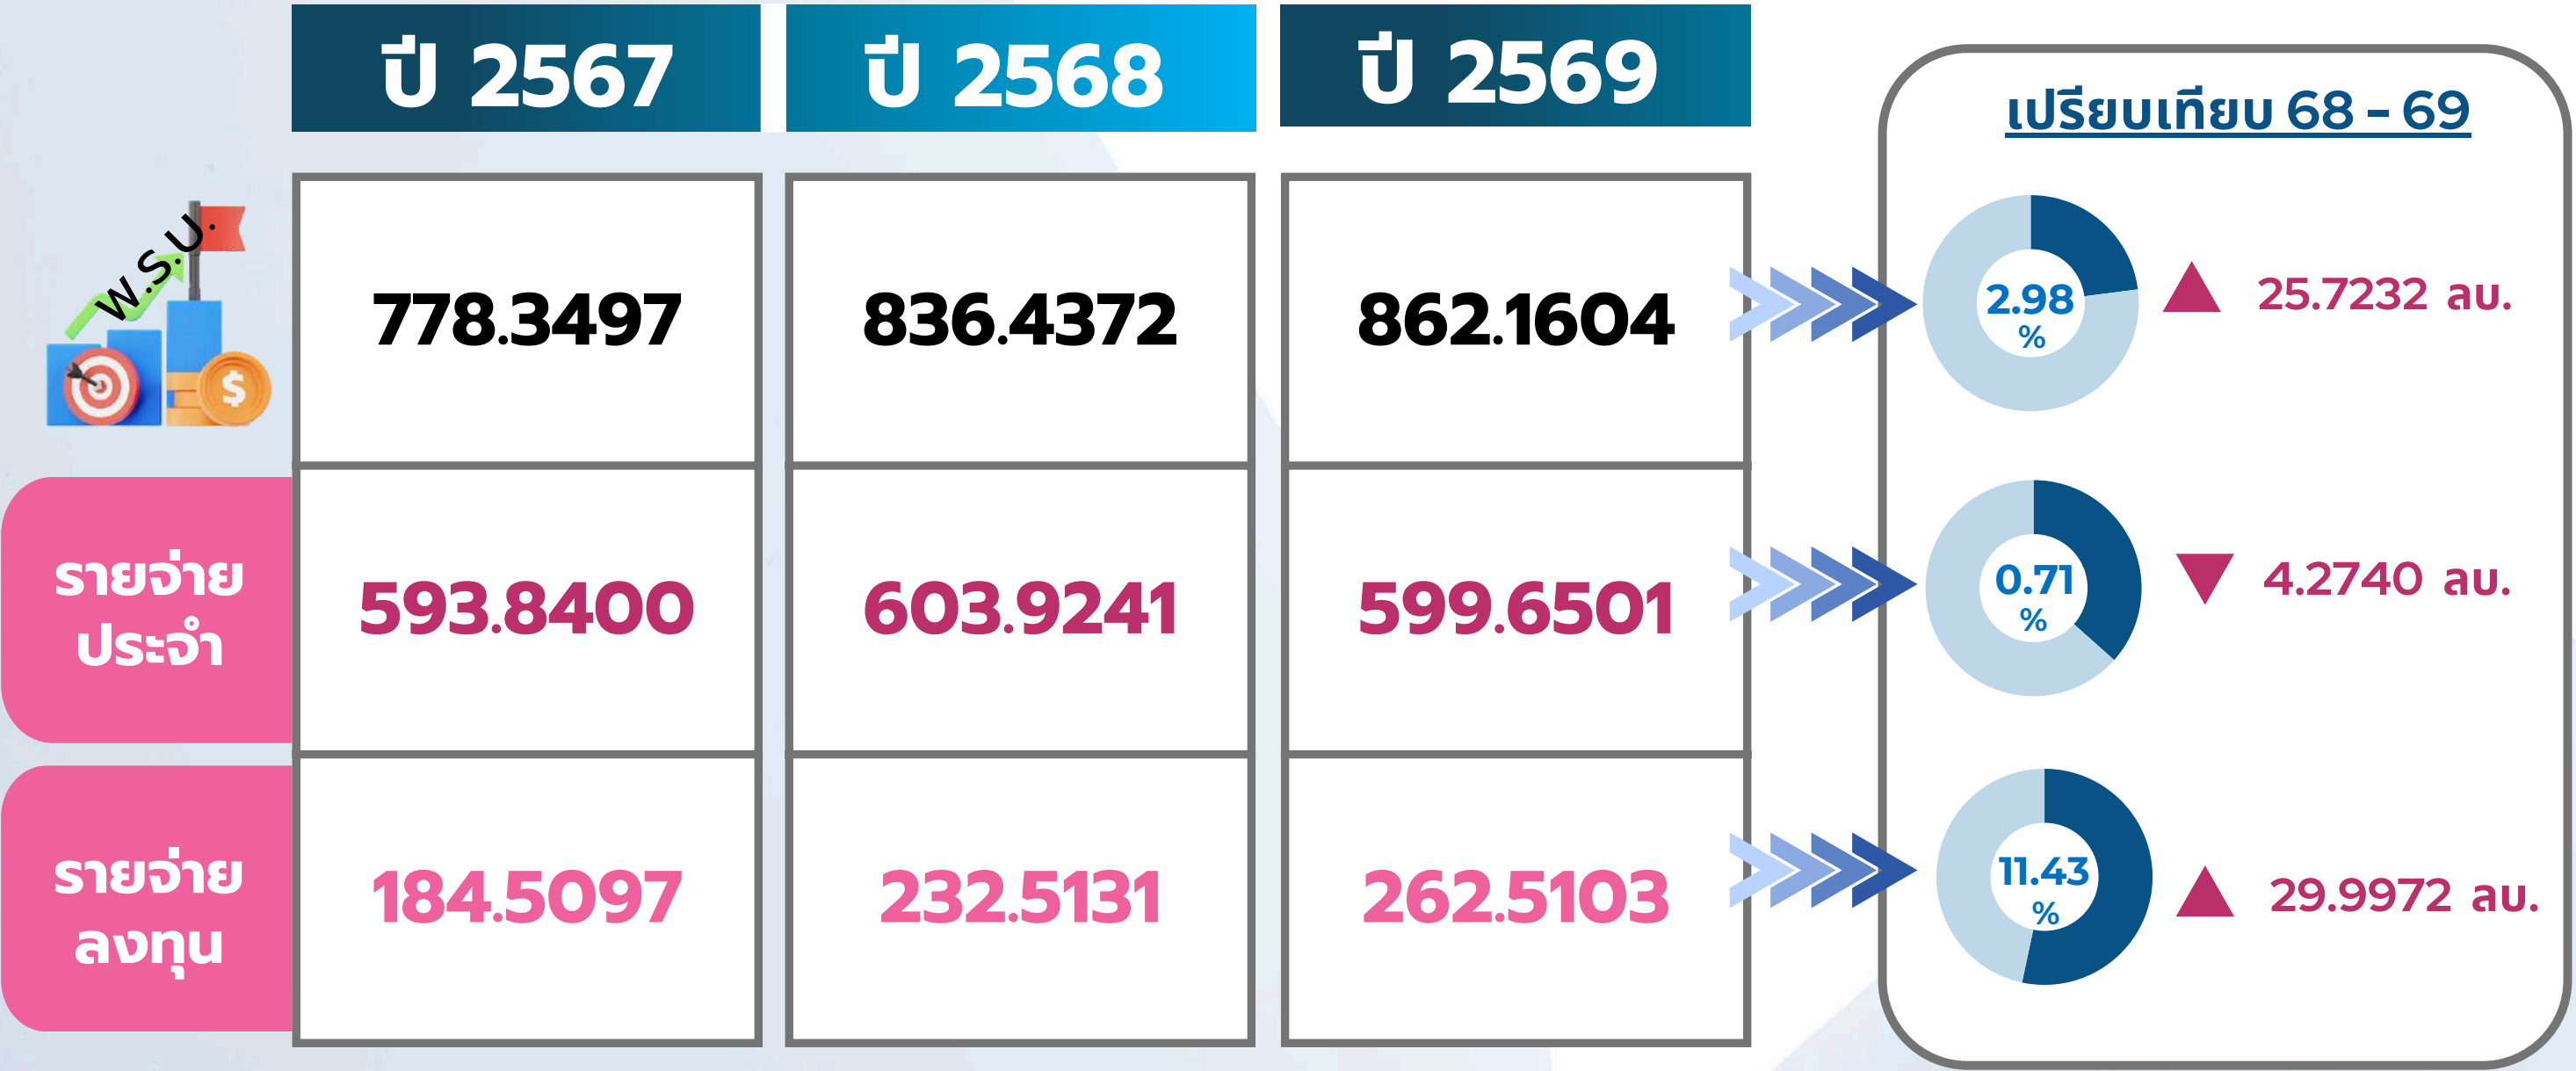 ปี 2567
ปี 2568
ปี 2569
เปรียบเทียบ 68 - 69
พ.ร.บ.
$
778.3497
836.4372
862.1604
2.98
%
25.7232 ลบ.
รายจ่าย
ประจำ
593.8400
603.9241
599.6501
0.71
%
4.2740 ลบ.
รายจ่าย
ลงทุน
184.5097
232.5131
262.5103
11.43
%
29.9972 ลบ.